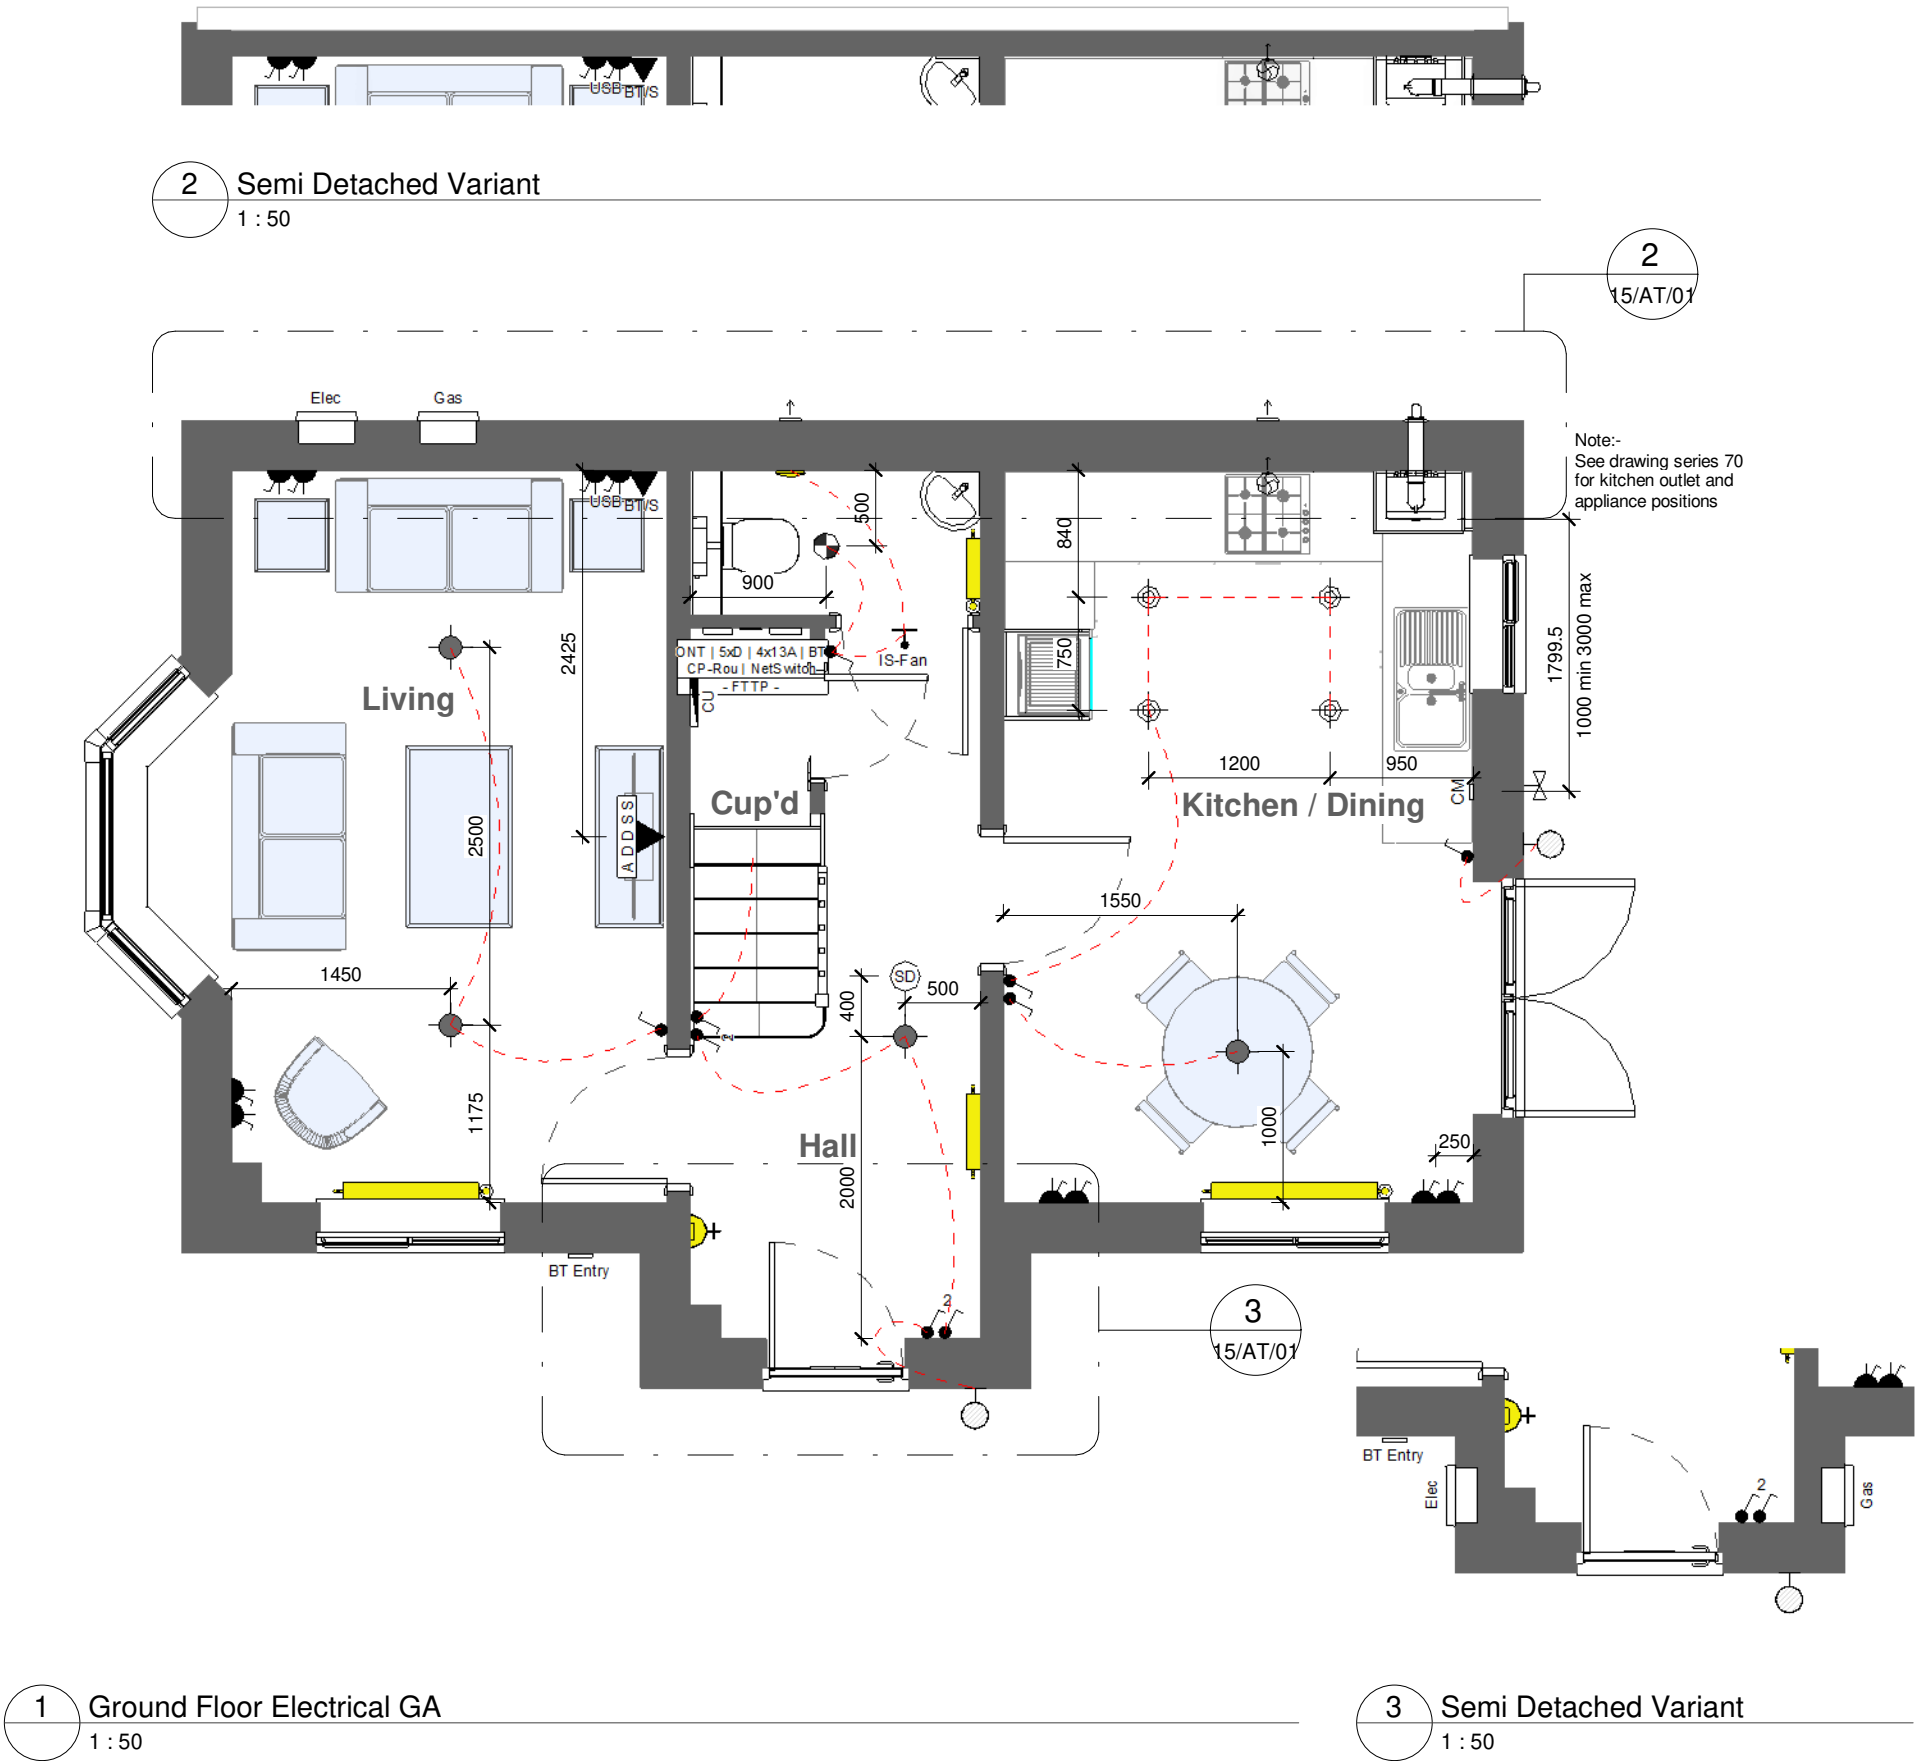 USB BT/S
2 Semi Detached Variant
1 : 50
2
15/AT/01
Elec
Gas
Note:-
See drawing series 70
for kitchen outlet and
appliance positions
USB BT/S
500
840
900
2425
750
1799.5
1000 min 3000 max
ONT | 5xD | 4x13A | BT
CP-Rou | NetSwitch
- FTTP -
IS-Fan
CU
Living
1200
950
CM
Cup'd
Kitchen / Dining
2500
ADDSS
1550
1450
SD
500
400
2
1175
1000
250
Hall
2000
BT Entry
2
3
15/AT/01
BT Entry
Elec
2
Gas
1 Ground Floor Electrical GA
1 : 50
3 Semi Detached Variant
1 : 50